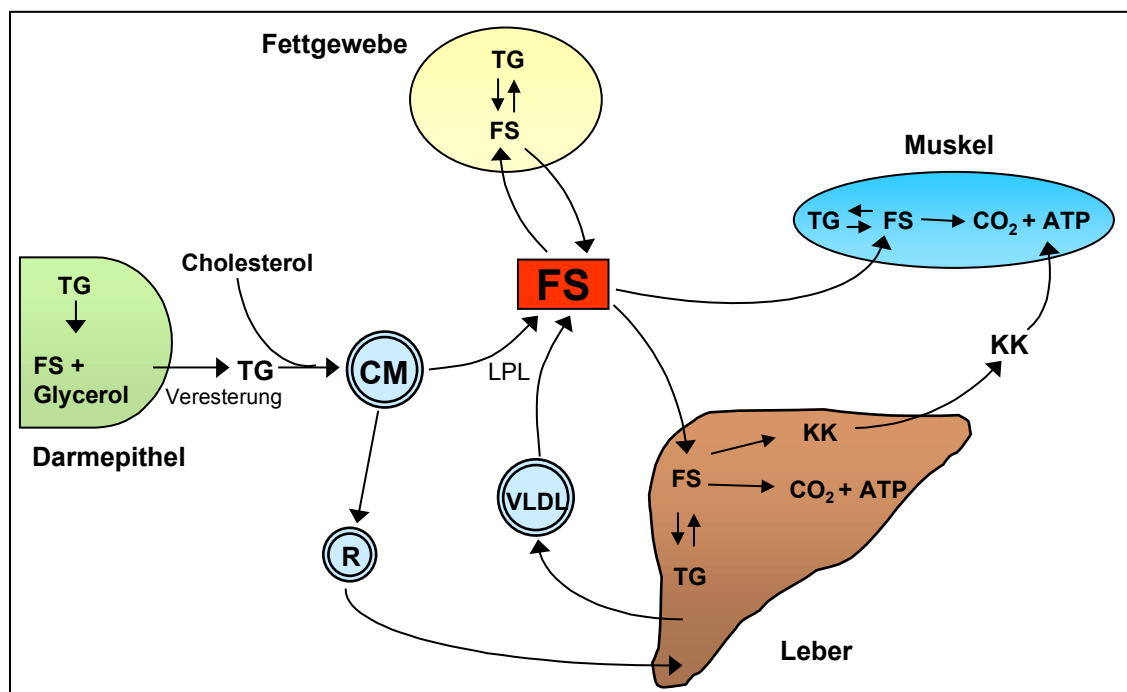 Fettgewebe
TG
FS
Muskel
TG FS CO₂ + ATP
Cholesterol
FS
TG
FS +
Glycerol
Veresterung
TG
CM
LPL
KK
Darmepithel
KK
FS
CO₂ + ATP
VLDL
R
TG
Leber